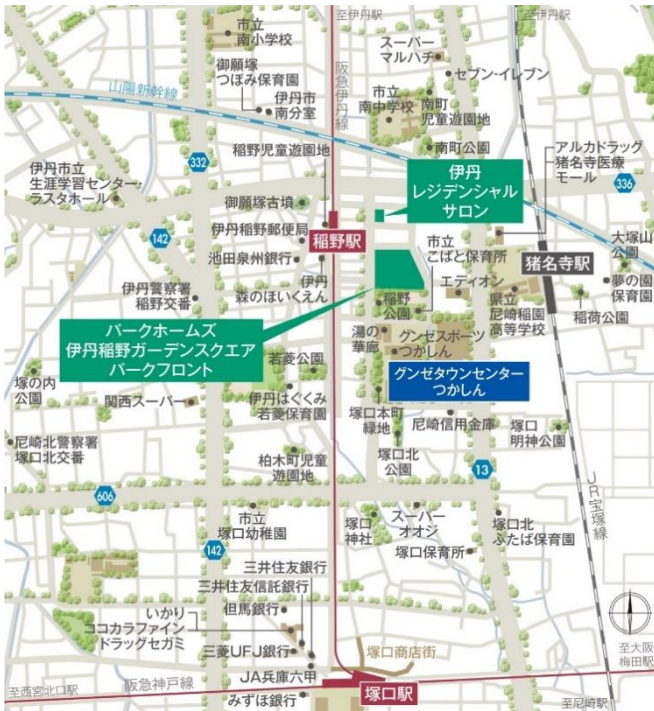 至伊丹駅
至伊丹駅
市立
南小学校
スーパー
マルハチ
セブン-イレブン
御願塚
つぼみ保育園
阪急伊丹線
山陽新幹線
伊丹市
南分室
市立
南中学校
南町
児童遊園地
332
稲野児童遊園地
南町公園
アルカドラッグ
猪名寺医療
モール
伊丹市立
生涯学習センター・
ラスタホール
伊丹
レジデンシャル
サロン
336
御願塚古墳
142
伊丹稲野郵便局
稲野駅
池田泉州銀行
市立
こばと保育所
猪名寺駅
大塚山
公園
夢の園
保育園
伊丹警察署
稲野交番
伊丹
森のほいくえん
エディオン
稲野
公園
県立
尼崎稲園
高等学校
稲荷公園
パークホームズ
伊丹稲野ガーデンスクエア
パークフロント
湯の
華廊
グンゼスポーツ
つかしん
若菱公園
グンゼタウンセンター
つかしん
塚の内
公園
関西スーパー
伊丹はぐくみ
若菱保育園
塚口本町
緑地
尼崎信用金庫
塚口
明神公園
尼崎北警察署
塚口北交番
柏木町児童
遊園地
塚口北
公園
13
JR宝塚線
606
市立
塚口幼稚園
塚口
神社
スーパー
オオジ
塚口北
ふたば保育園
142
塚口保育所
三井住友銀行
三井住友信託銀行
但馬銀行
いかり
ココカラファイン
ドラッグセガミ
三菱UFJ銀行
塚口商店街
JA兵庫六甲
至大阪
梅田駅
至西宮北口駅
阪急神戸線
みずほ銀行
塚口駅
至尼崎駅